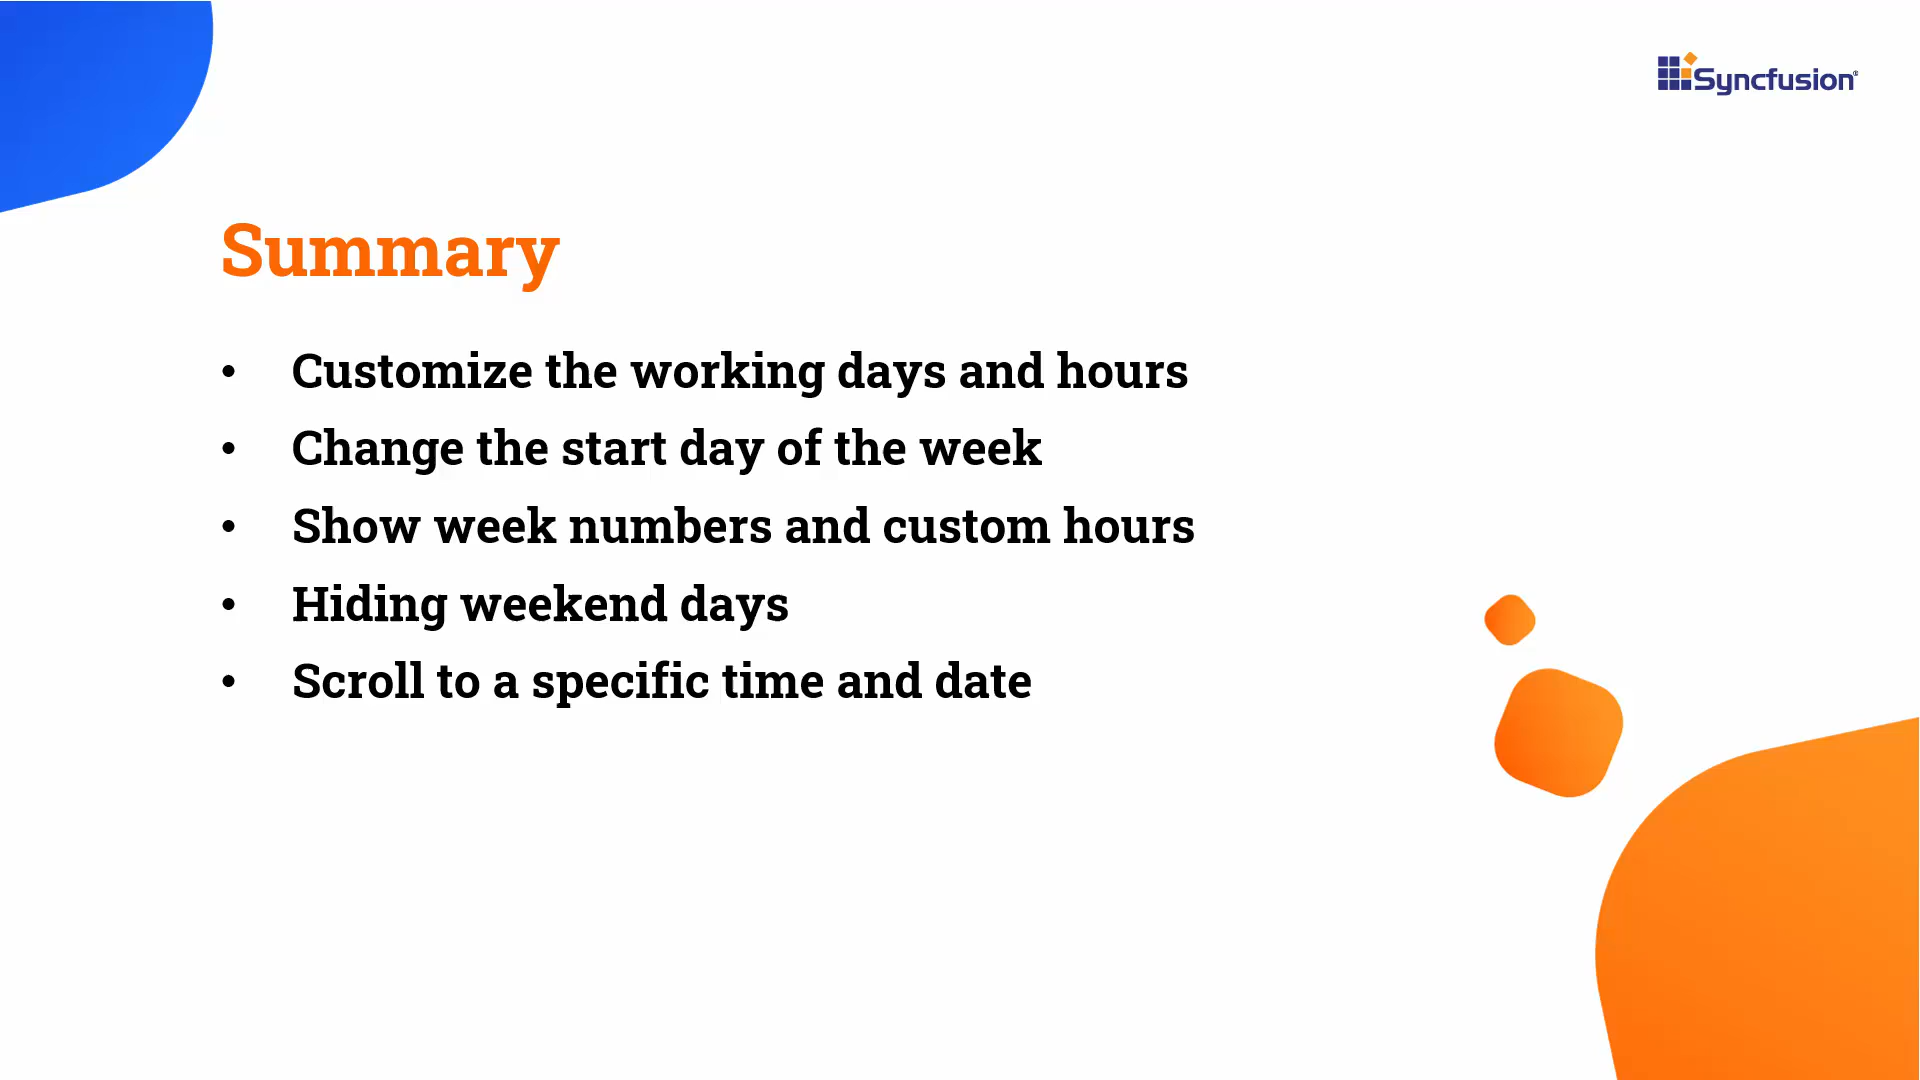 Syncfusion®
Summary
• Customize the working days and hours
• Change the start day of the week
• Show week numbers and custom hours
• Hiding weekend days
• Scroll to a specific time and date